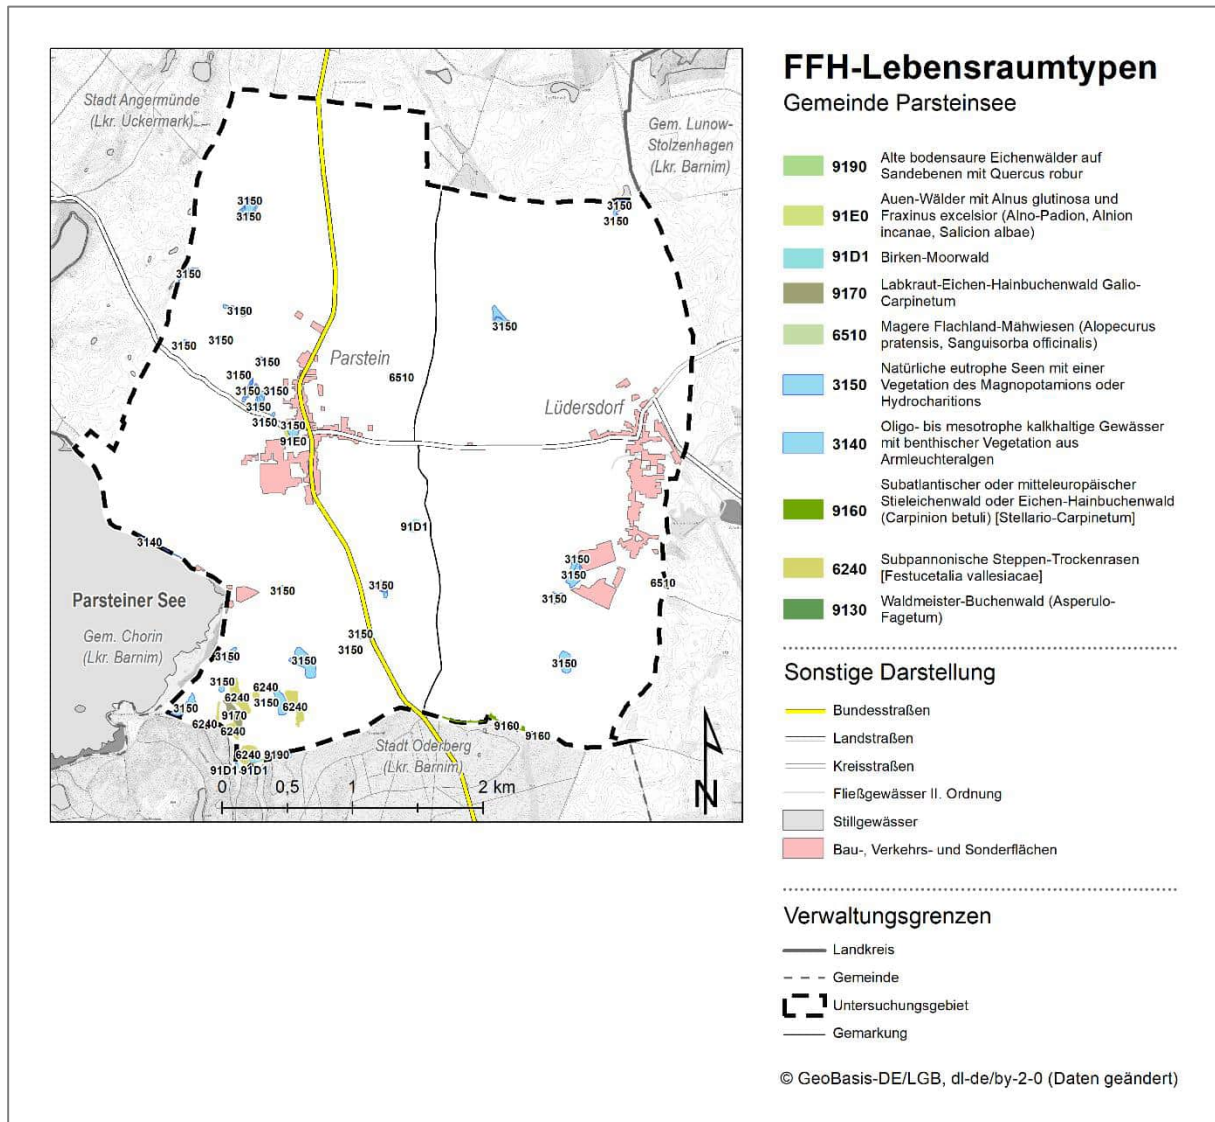 FFH-Lebensraumtypen
Gemeinde Parsteinsee
9190 Alte bodensaure Eichenwälder auf
Sandebenen mit Quercus robur
91E0 Auen-Wälder mit Alnus glutinosa und
Fraxinus excelsior (Alno-Padion, Alnion
incanae, Salicion albae)
91D1 Birken-Moorwald
9170 Labkraut-Eichen-Hainbuchenwald Galio-
Carpinetum
6510 Magere Flachland-Mähwiesen (Alopecurus
pratensis, Sanguisorba officinalis)
3150 Natürliche eutrophe Seen mit einer
Vegetation des Magnopotamions oder
Hydrocharitions
3140 Oligo- bis mesotrophe kalkhaltige Gewässer
mit benthischer Vegetation aus
Armleuchteralgen
9160 Subatlantischer oder mitteleuropäischer
Stieleichenwald oder Eichen-Hainbuchenwald
(Carpinion betuli) [Stellario-Carpinetum]
6240 Subpannonische Steppen-Trockenrasen
[Festucetalia vallesiacae]
9130 Waldmeister-Buchenwald (Asperulo-
Fagetum)
Sonstige Darstellung
Bundesstraßen
Landstraßen
Kreisstraßen
Fließgewässer II. Ordnung
Stillgewässer
Bau-, Verkehrs- und Sonderflächen
Verwaltungsgrenzen
Landkreis
Gemeinde
Untersuchungsgebiet
Gemarkung
© GeoBasis-DE/LGB, dl-de/by-2-0 (Daten geändert)
Stadt Angermünde
(Lkr. Uckermark)
Gem. Lunow-
Stolzenhagen
(Lkr. Barnim)
3150
3150
3150
3150
3150
3150
3150
3150
3150
Parstein
3150
3150
6510
3150
3150
3150
Lüdersdorf
3150
3150
3150
91E0
91D1
3140
3150
3150
3150
6510
Parsteiner See
3150
3150
Gem. Chorin
(Lkr. Barnim)
3150
3150
3150
3150
3150
3150
6240
6240
3150
6240
3150
9170
6240
6240
9160
9160
Stadt Oderberg
(Lkr. Barnim)
6240
9190
91D1
91D1
0 0,5 1 2 km
N